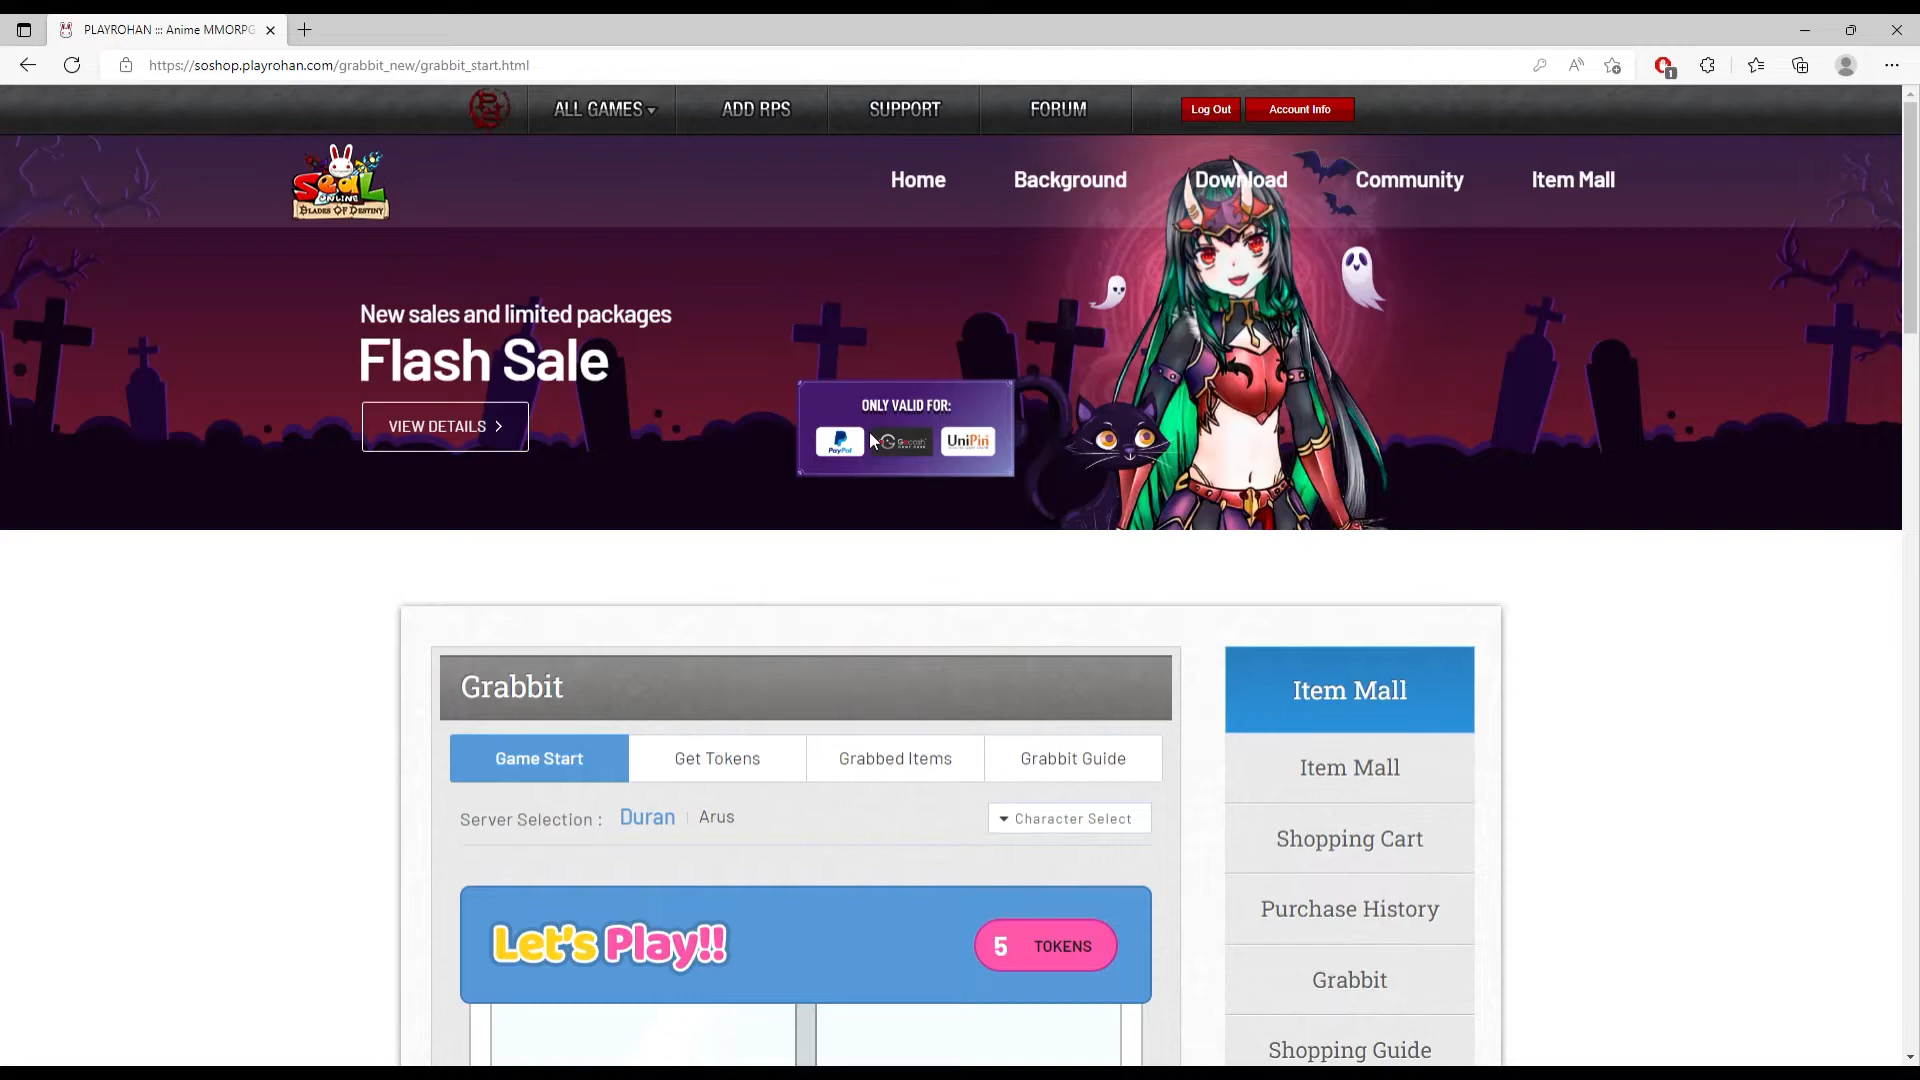 PLAYROHAN ::: Anime MMORPG
https://soshop.playrohan.com/grabbit_new/grabbit_start.html
1
ALL GAMES
ADD RPS
SUPPORT
FORUM
Log Out
Account Info
SeaL
ONLINE
BLADES OF DESTINY
Home
Background
Download
Community
Item Mall
New sales and limited packages
Flash Sale
VIEW DETAILS
ONLY VALID FOR:
PayPal
Gocash
UniPin
Grabbit
Item Mall
Game Start
Get Tokens
Grabbed Items
Grabbit Guide
Item Mall
Server Selection :
Duran
Arus
Character Select
Shopping Cart
Purchase History
Let's Play!!
5 TOKENS
Grabbit
Shopping Guide